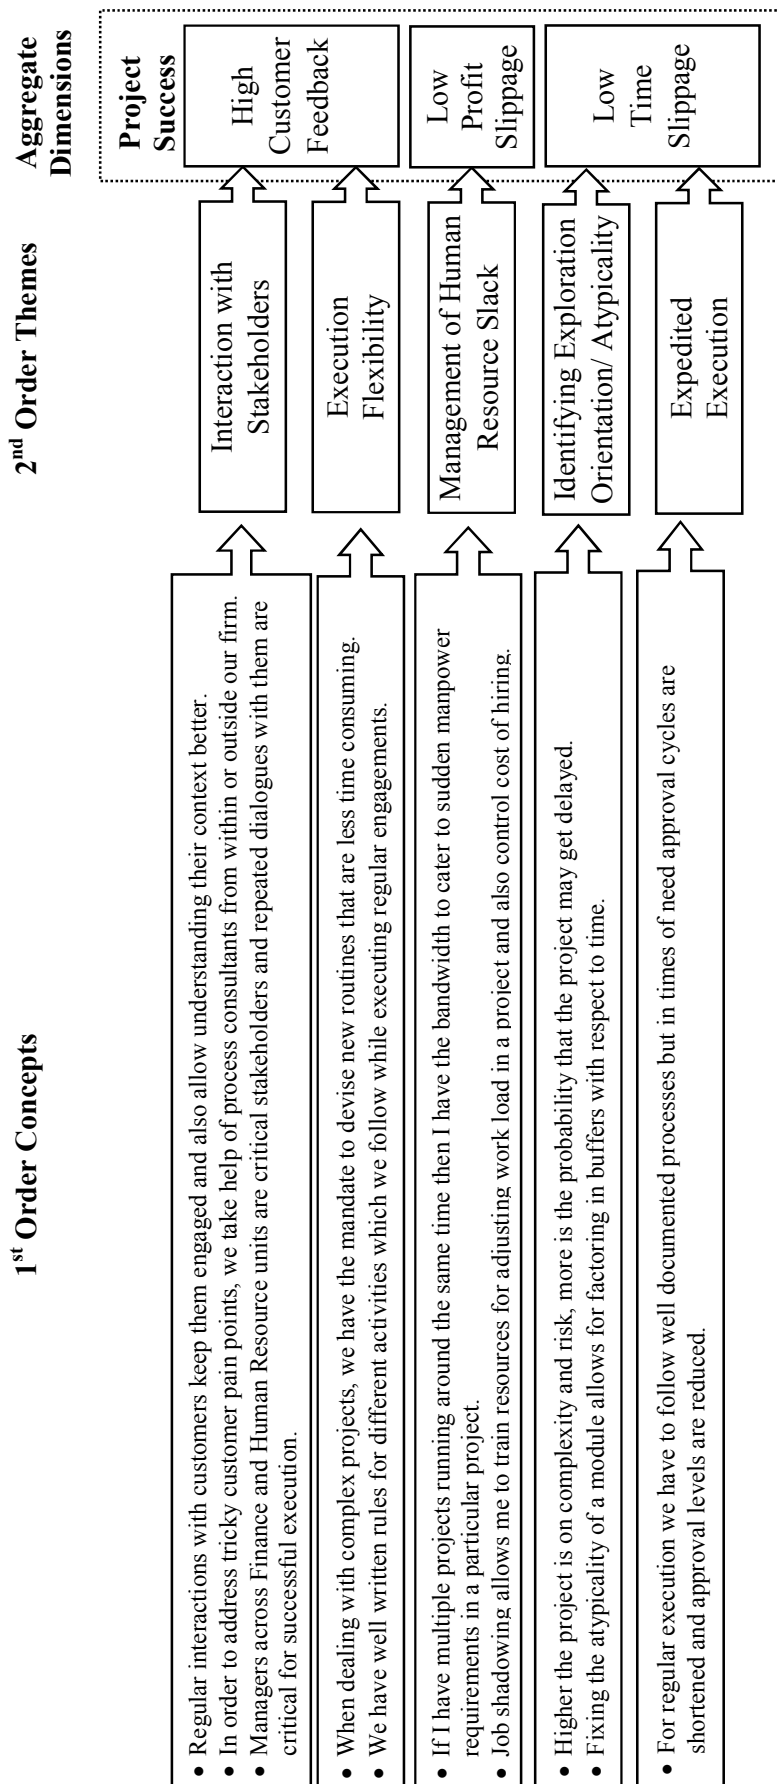 1st Order Concepts
2nd Order Themes
Aggregate
Dimensions
• Regular interactions with customers keep them engaged and also allow understanding their context better.
• In order to address tricky customer pain points, we take help of process consultants from within or outside our firm.
• Managers across Finance and Human Resource units are critical stakeholders and repeated dialogues with them are
critical for successful execution.
• When dealing with complex projects, we have the mandate to devise new routines that are less time consuming.
• We have well written rules for different activities which we follow while executing regular engagements.
• If I have multiple projects running around the same time then I have the bandwidth to cater to sudden manpower
requirements in a particular project.
• Job shadowing allows me to train resources for adjusting work load in a project and also control cost of hiring.
• Higher the project is on complexity and risk, more is the probability that the project may get delayed.
• Fixing the atypicality of a module allows for factoring in buffers with respect to time.
• For regular execution we have to follow well documented processes but in times of need approval cycles are
shortened and approval levels are reduced.
Interaction with
Stakeholders
Execution
Flexibility
Management of Human
Resource Slack
Identifying Exploration
Orientation/ Atypicality
Expedited
Execution
Project
Success
High
Customer
Feedback
Low
Profit
Slippage
Low
Time
Slippage